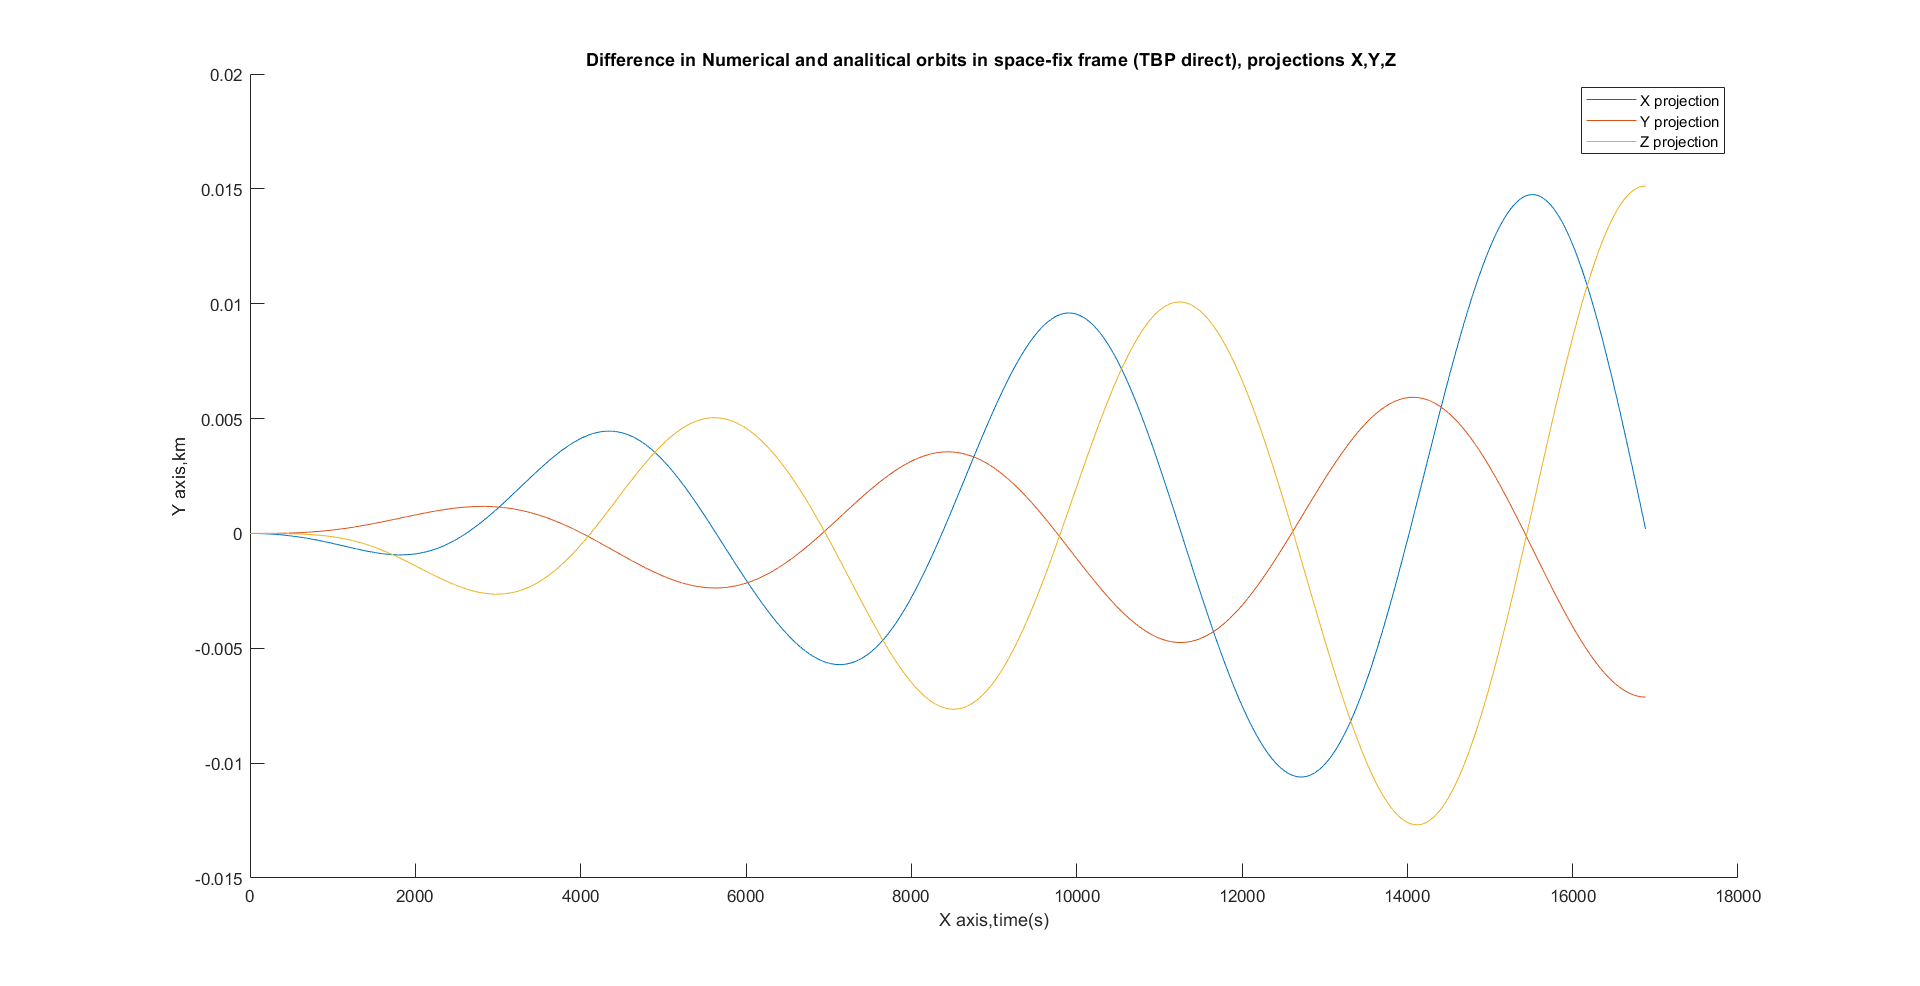 Difference in Numerical and analitical orbits in space-fix frame (TBP direct), projections X,Y,Z
X projection
Y projection
Z projection
0.02
0.015
0.01
0.005
0
-0.005
-0.01
-0.015
Y axis,km
0 2000 4000 6000 8000 10000 12000 14000 16000 18000
X axis,time(s)